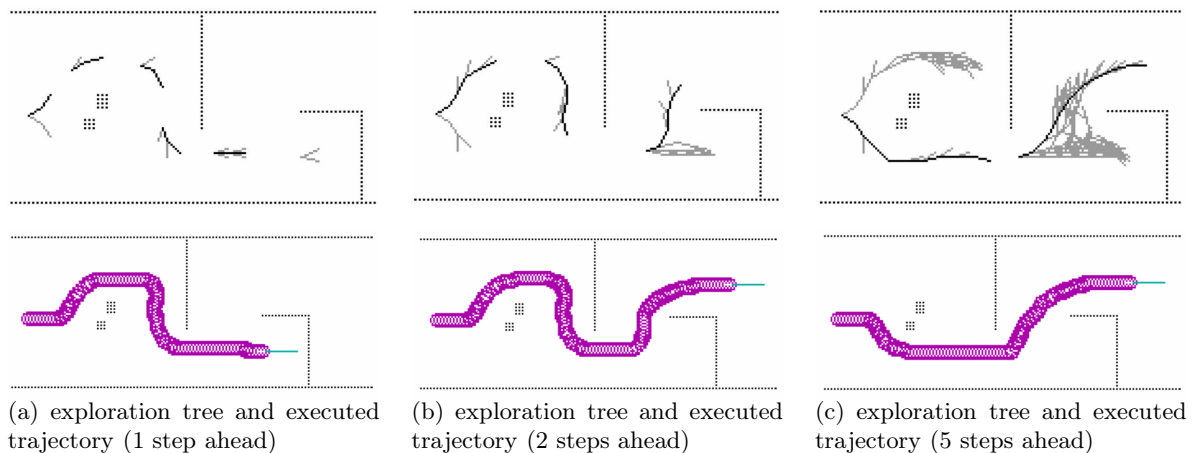 (a) exploration tree and executed
trajectory (1 step ahead)
(b) exploration tree and executed
trajectory (2 steps ahead)
(c) exploration tree and executed
trajectory (5 steps ahead)